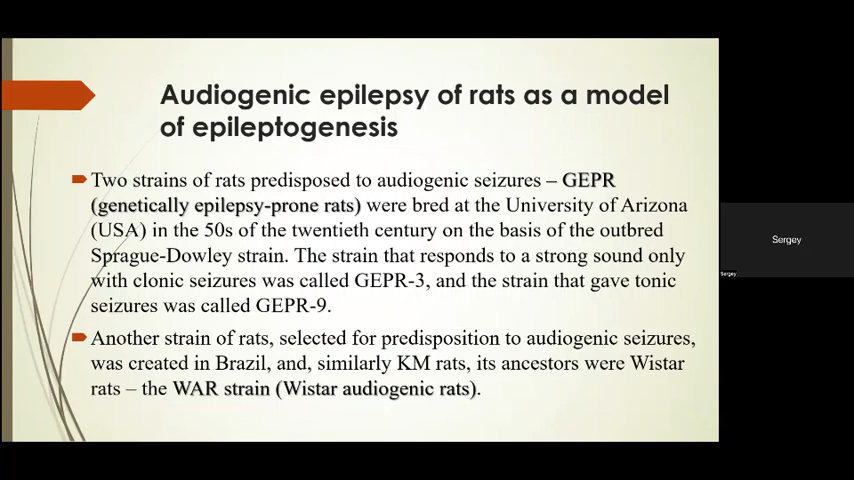 Audiogenic epilepsy of rats as a model
of epileptogenesis
Two strains of rats predisposed to audiogenic seizures – GEPR
(genetically epilepsy-prone rats) were bred at the University of Arizona
(USA) in the 50s of the twentieth century on the basis of the outbred
Sprague-Dowley strain. The strain that responds to a strong sound only
with clonic seizures was called GEPR-3, and the strain that gave tonic
seizures was called GEPR-9.
Another strain of rats, selected for predisposition to audiogenic seizures,
was created in Brazil, and, similarly KM rats, its ancestors were Wistar
rats – the WAR strain (Wistar audiogenic rats).
Sergey
Sergey